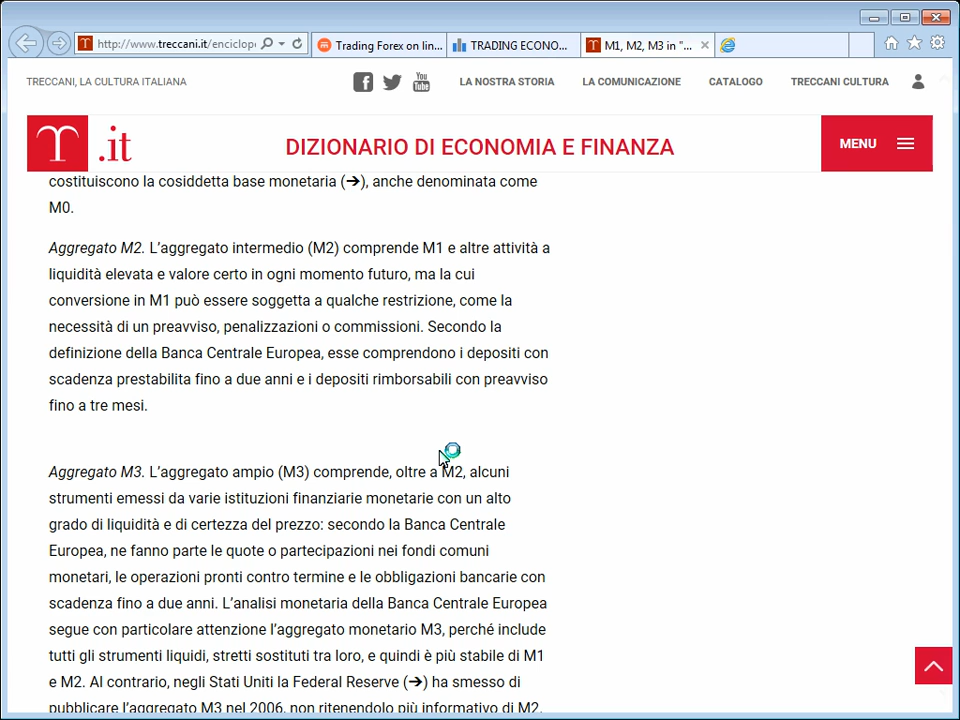 http://www.treccani.it/enciclop
Trading Forex on lin...
TRADING ECONO...
M1, M2, M3 in "...
TRECCANI, LA CULTURA ITALIANA
You
Tube
LA NOSTRA STORIA
LA COMUNICAZIONE
CATALOGO
TRECCANI CULTURA
.it
DIZIONARIO DI ECONOMIA E FINANZA
MENU
costituiscono la cosiddetta base monetaria (➔), anche denominata come
M0.
Aggregato M2. L’aggregato intermedio (M2) comprende M1 e altre attività a
liquidità elevata e valore certo in ogni momento futuro, ma la cui
conversione in M1 può essere soggetta a qualche restrizione, come la
necessità di un preavviso, penalizzazioni o commissioni. Secondo la
definizione della Banca Centrale Europea, esse comprendono i depositi con
scadenza prestabilita fino a due anni e i depositi rimborsabili con preavviso
fino a tre mesi.
Aggregato M3. L’aggregato ampio (M3) comprende, oltre a M2, alcuni
strumenti emessi da varie istituzioni finanziarie monetarie con un alto
grado di liquidità e di certezza del prezzo: secondo la Banca Centrale
Europea, ne fanno parte le quote o partecipazioni nei fondi comuni
monetari, le operazioni pronti contro termine e le obbligazioni bancarie con
scadenza fino a due anni. L’analisi monetaria della Banca Centrale Europea
segue con particolare attenzione l’aggregato monetario M3, perché include
tutti gli strumenti liquidi, stretti sostituti tra loro, e quindi è più stabile di M1
e M2. Al contrario, negli Stati Uniti la Federal Reserve (➔) ha smesso di
pubblicare l’aggregato M3 nel 2006, non ritenendolo più informativo di M2.